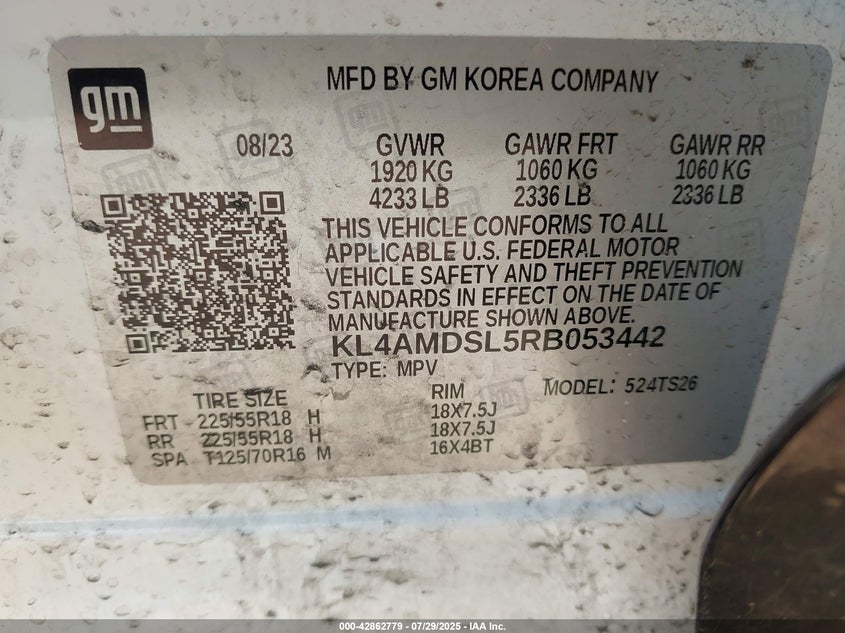 gm
MFD BY GM KOREA COMPANY
08/23 GVWR GAWR FRT GAWR RR
1920 KG 1060 KG 1060 KG
4233 LB 2336 LB 2336 LB
THIS VEHICLE CONFORMS TO ALL
APPLICABLE U.S. FEDERAL MOTOR
VEHICLE SAFETY AND THEFT PREVENTION
STANDARDS IN EFFECT ON THE DATE OF
MANUFACTURE SHOWN ABOVE.
KL4AMDSL5RB053442
TYPE: MPV MODEL: 524TS26
TIRE SIZE RIM
FRT - 225/55R18 H 18X7.5J
RR 225/55R18 H 18X7.5J
SPA T125/70R16 M 16X4BT
000-42862779 - 07/29/2025 - IAA Inc.